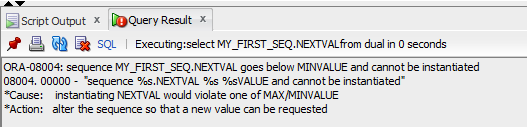 Script Output x Query Result x
SQL | Executing:select MY_FIRST_SEQ.NEXTVALfrom dual in 0 seconds
ORA-08004: sequence MY_FIRST_SEQ.NEXTVAL goes below MINVALUE and cannot be instantiated
08004. 00000 - "sequence %s.NEXTVAL %s %sVALUE and cannot be instantiated"
*Cause: instantiating NEXTVAL would violate one of MAX/MINVALUE
*Action: alter the sequence so that a new value can be requested